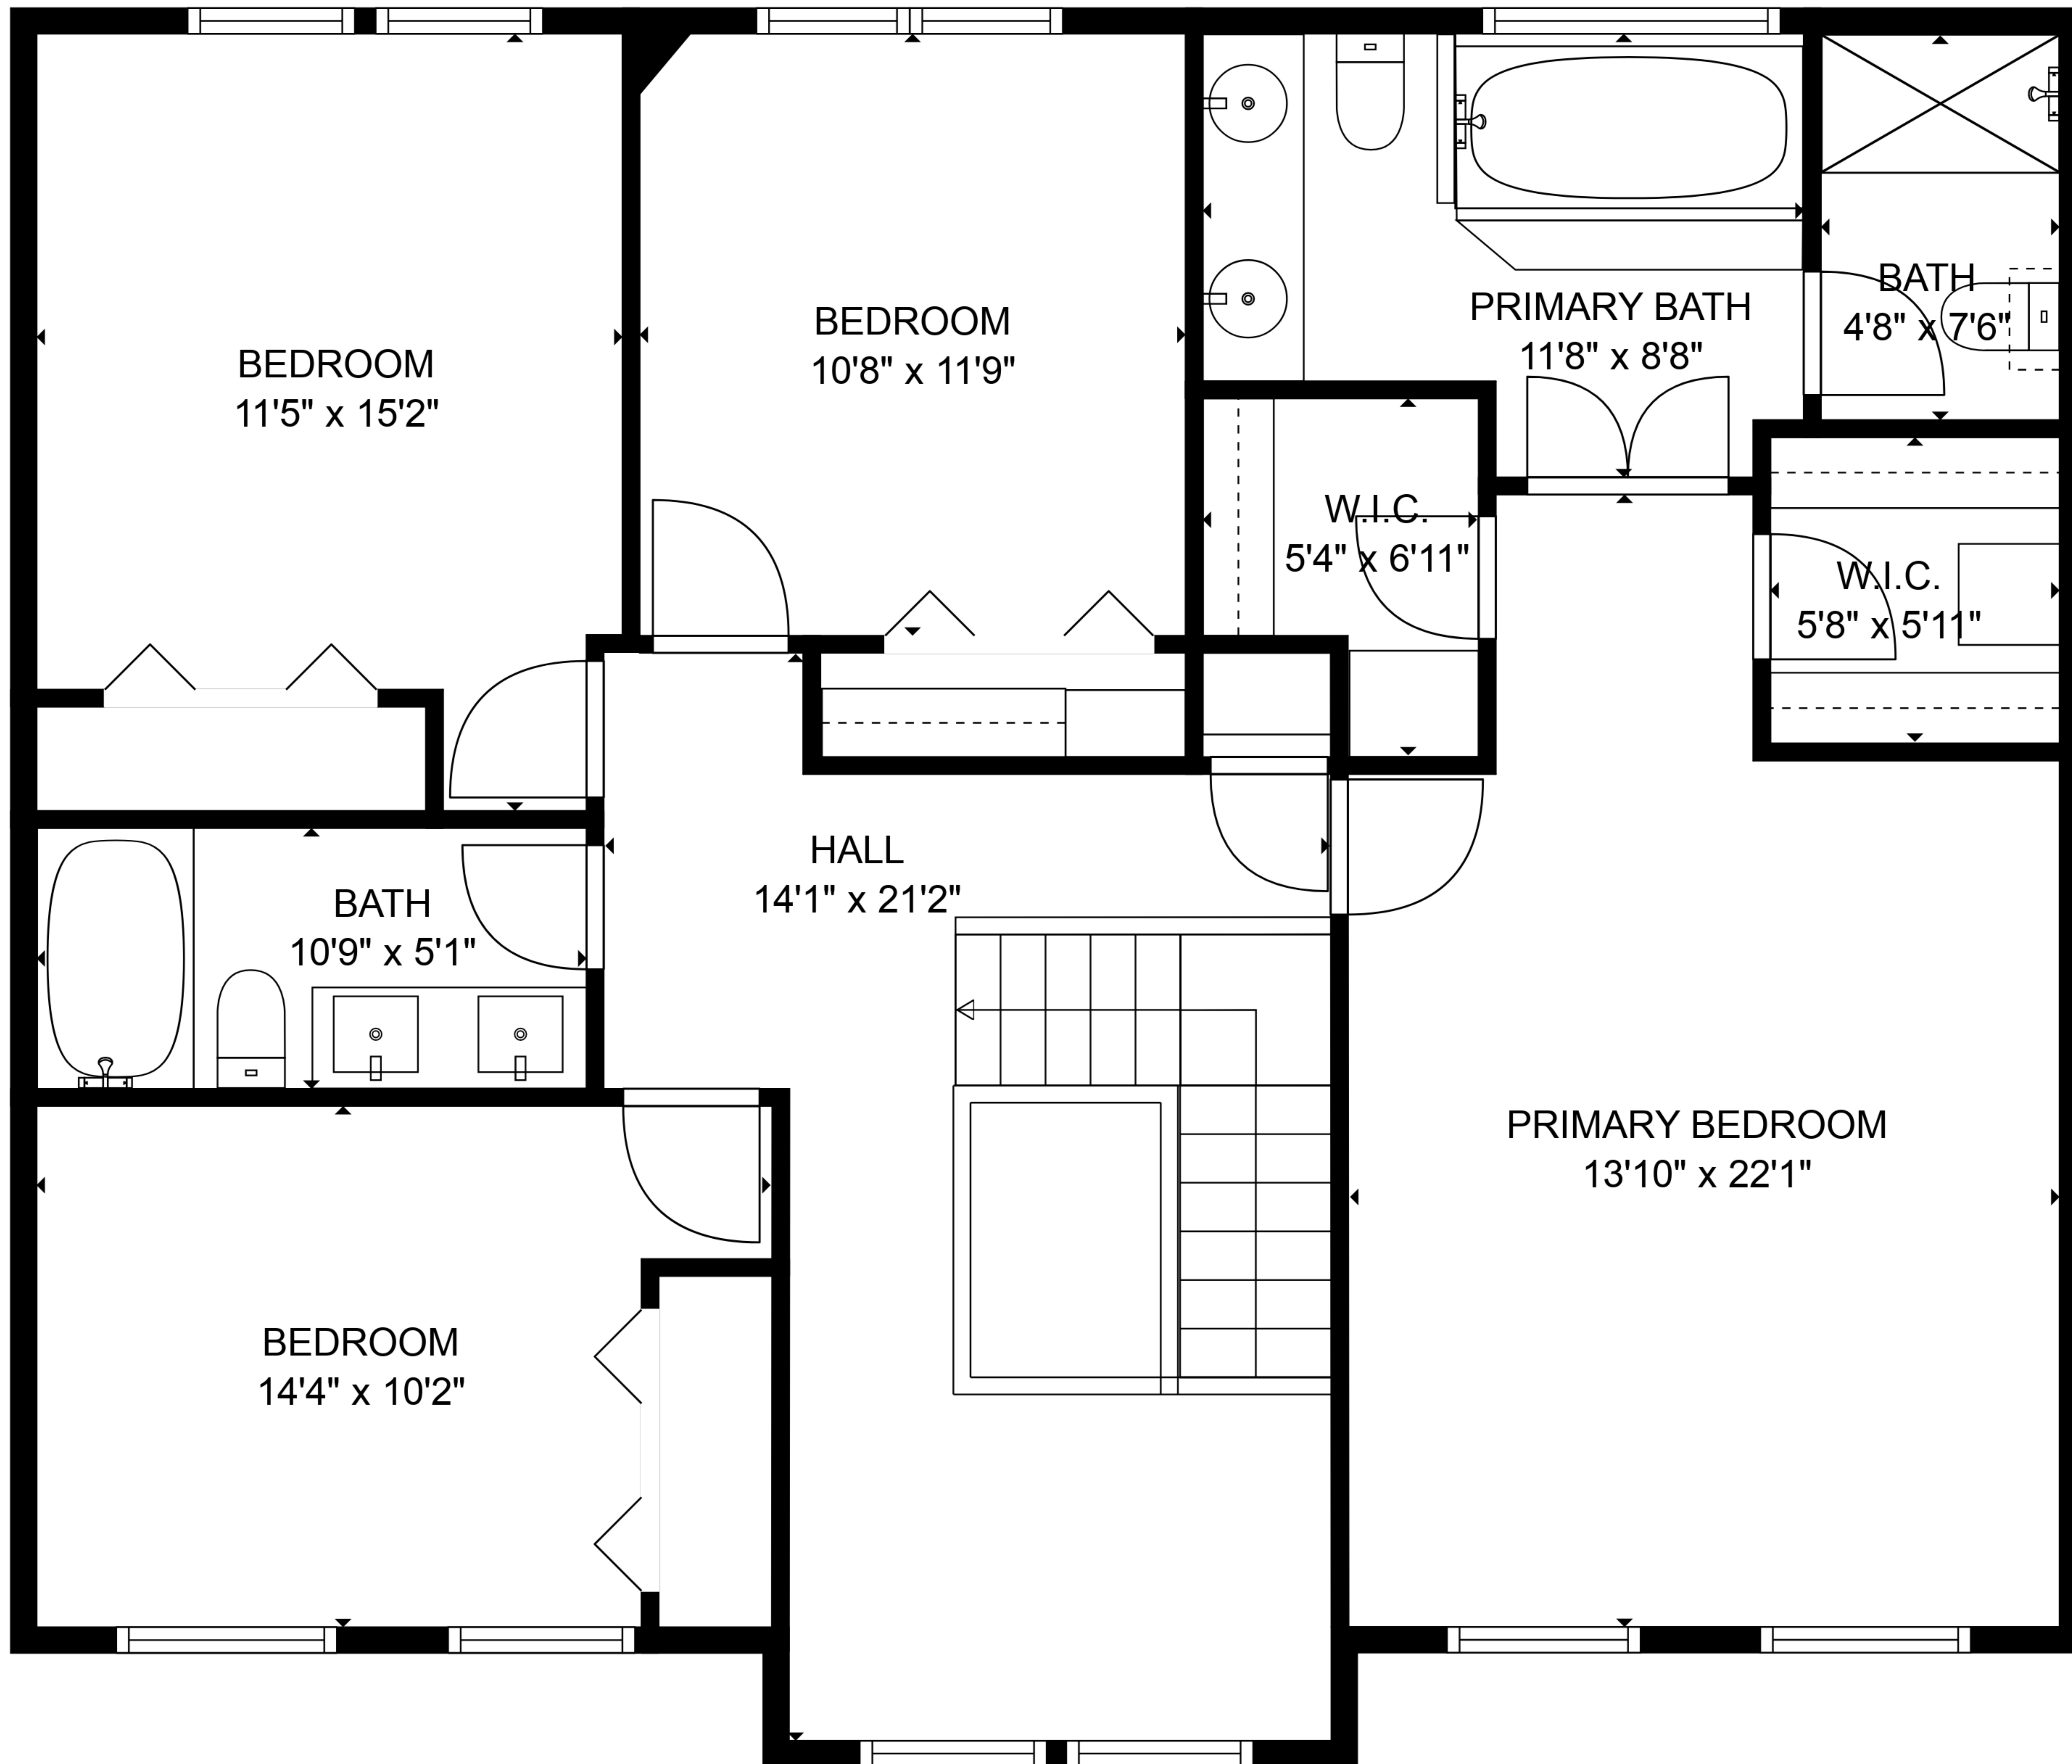 BEDROOM
11'5" x 15'2"
BEDROOM
10'8" x 11'9"
PRIMARY BATH
11'8" x 8'8"
BATH
4'8" x 7'6"
W.I.C.
5'4" x 6'11"
W.I.C.
5'8" x 5'11"
HALL
14'1" x 21'2"
BATH
10'9" x 5'1"
PRIMARY BEDROOM
13'10" x 22'1"
BEDROOM
14'4" x 10'2"